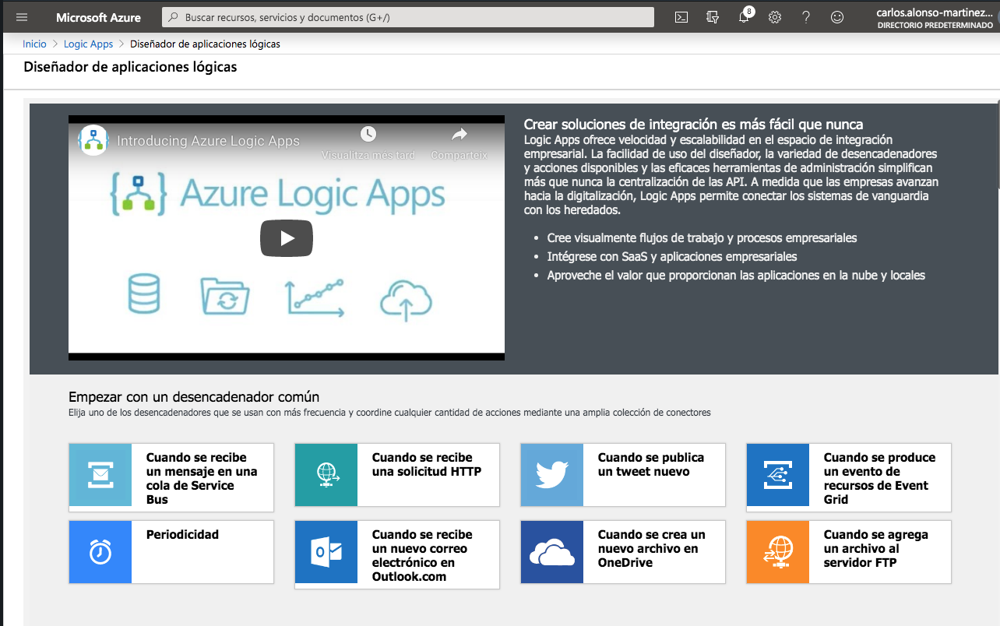 Microsoft Azure
Buscar recursos, servicios y documentos (G+/)
8
carlos.alonso-martinez...
DIRECTORIO PREDETERMINADO
Inicio > Logic Apps > Diseñador de aplicaciones lógicas
Diseñador de aplicaciones lógicas
Introducing Azure Logic Apps
Visualitza més tard
Comparteix
Azure Logic Apps
Crear soluciones de integración es más fácil que nunca
Logic Apps ofrece velocidad y escalabilidad en el espacio de integración
empresarial. La facilidad de uso del diseñador, la variedad de desencadenadores
y acciones disponibles y las eficaces herramientas de administración simplifican
más que nunca la centralización de las API. A medida que las empresas avanzan
hacia la digitalización, Logic Apps permite conectar los sistemas de vanguardia
con los heredados.
• Cree visualmente flujos de trabajo y procesos empresariales
• Intégrese con SaaS y aplicaciones empresariales
• Aproveche el valor que proporcionan las aplicaciones en la nube y locales
Empezar con un desencadenador común
Elija uno de los desencadenadores que se usan con más frecuencia y coordine cualquier cantidad de acciones mediante una amplia colección de conectores
Cuando se recibe
un mensaje en una
cola de Service
Bus
Cuando se recibe
una solicitud HTTP
Cuando se publica
un tweet nuevo
Cuando se produce
un evento de
recursos de Event
Grid
Periodicidad
Cuando se recibe
un nuevo correo
electrónico en
Outlook.com
Cuando se crea un
nuevo archivo en
OneDrive
Cuando se agrega
un archivo al
servidor FTP